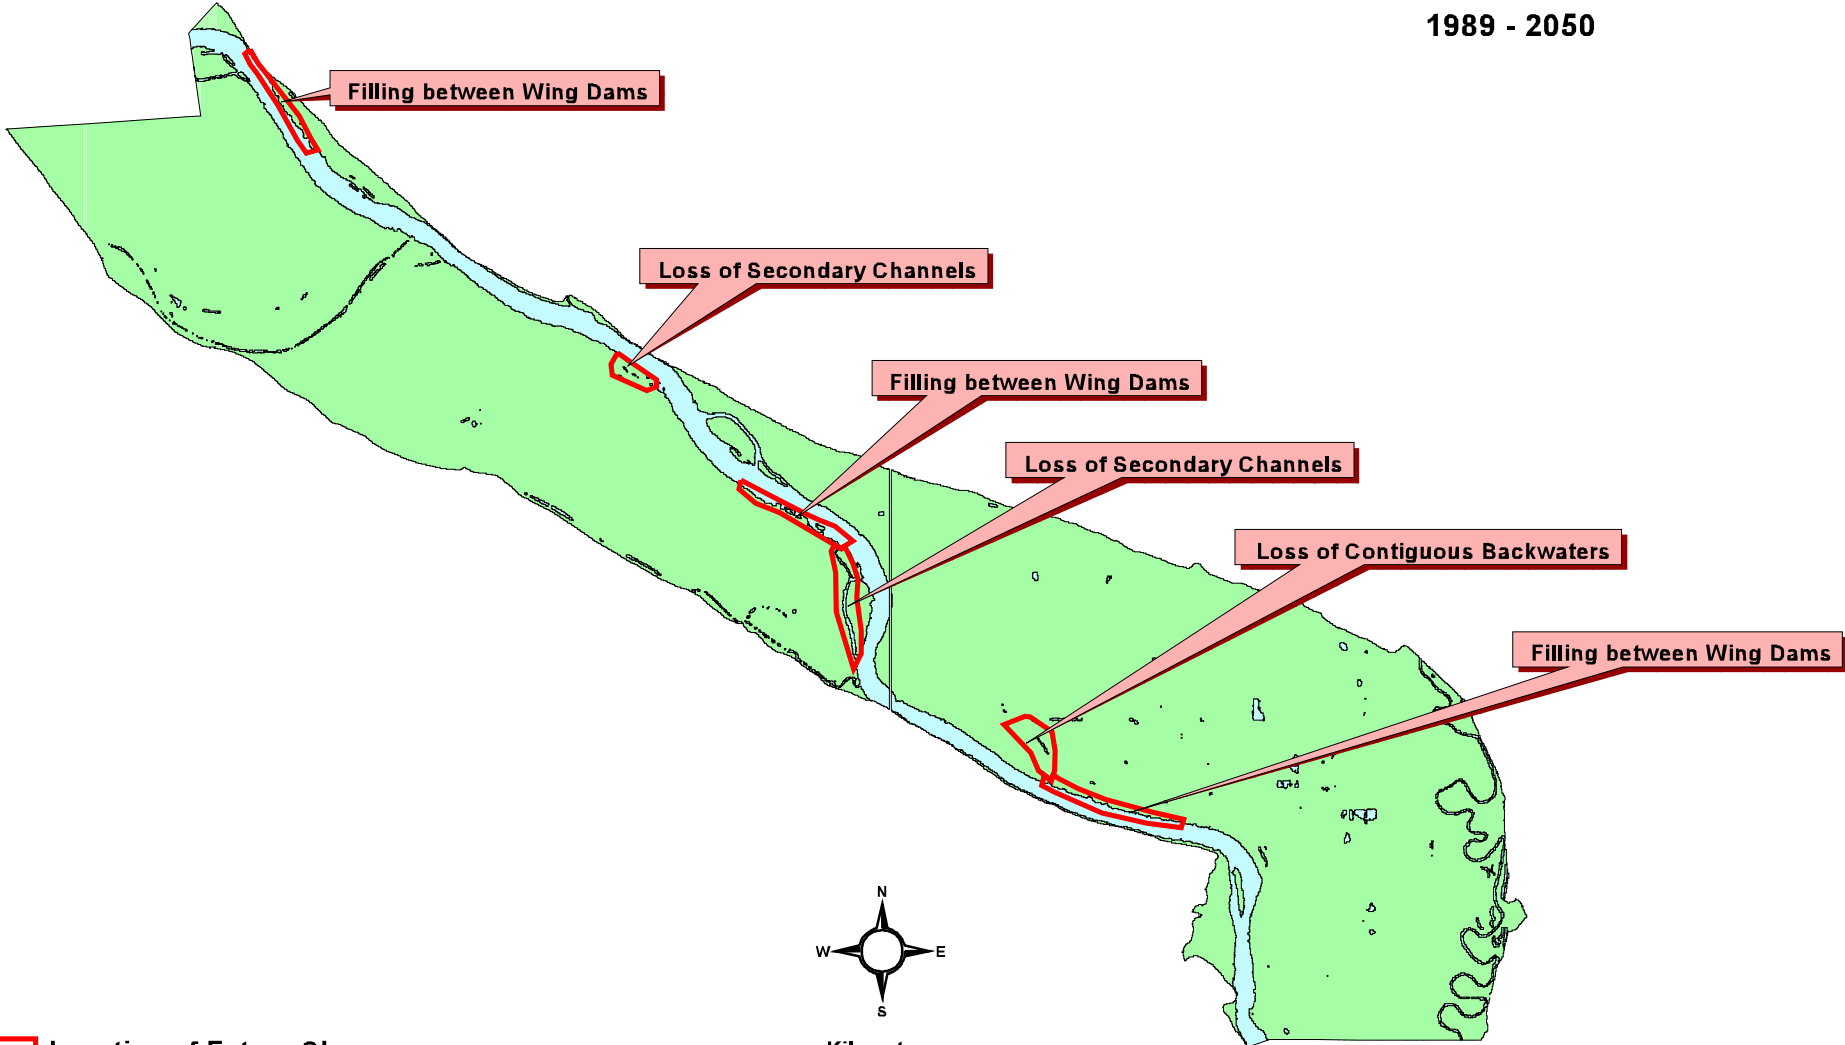 1989 - 2050
Filling between Wing Dams
Loss of Secondary Channels
Filling between Wing Dams
Loss of Secondary Channels
Loss of Contiguous Backwaters
Filling between Wing Dams
N
W E
S